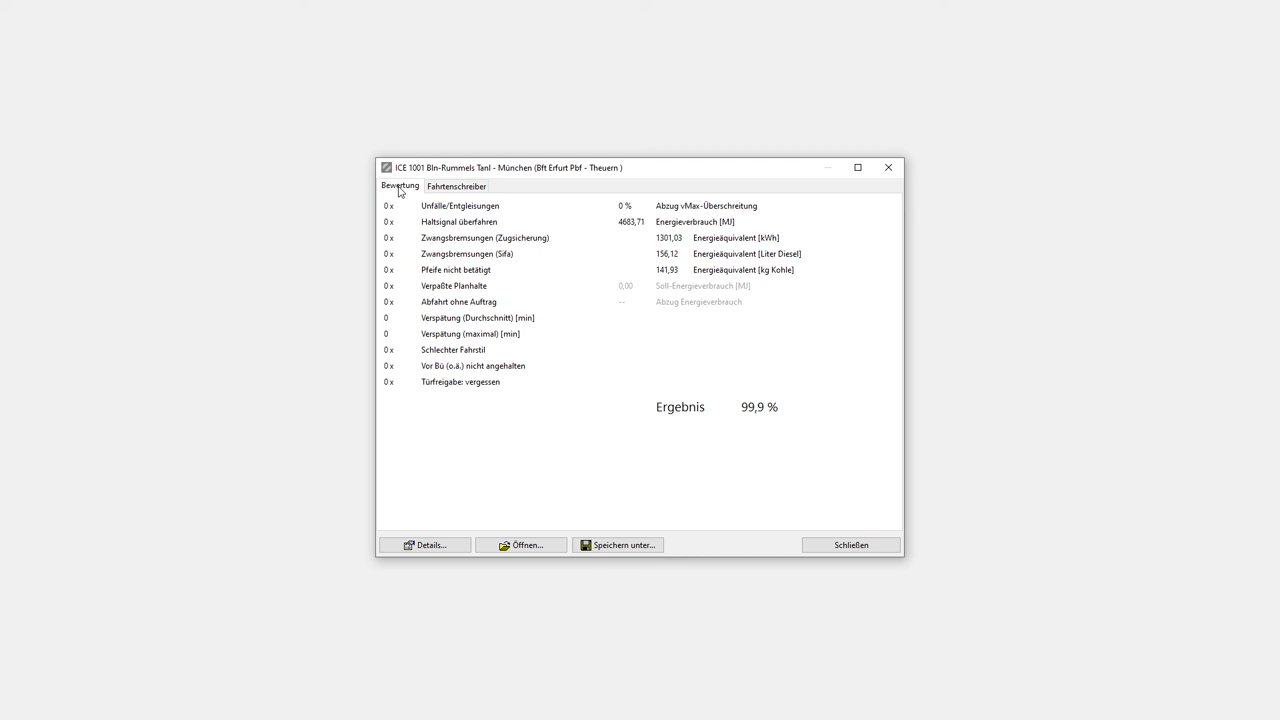 ICE 1001 Bln-Rummels Tanl - München (Bft Erfurt Pbf - Theuern )
Bewertung Fahrtenschreiber
0 x Unfälle/Entgleisungen 0 % Abzug vMax-Überschreitung
0 x Haltsignal überfahren 4683,71 Energieverbrauch [MJ]
0 x Zwangsbremsungen (Zugsicherung) 1301,03 Energieäquivalent [kWh]
0 x Zwangsbremsungen (Sifa) 156,12 Energieäquivalent [Liter Diesel]
0 x Pfeife nicht betätigt 141,93 Energieäquivalent [kg Kohle]
0 x Verpaßte Planhalte 0,00 Soll-Energieverbrauch [MJ]
0 x Abfahrt ohne Auftrag -- Abzug Energieverbrauch
0 Verspätung (Durchschnitt) [min]
0 Verspätung (maximal) [min]
0 x Schlechter Fahrstil
0 x Vor Bü (o.ä.) nicht angehalten
0 x Türfreigabe: vergessen
Ergebnis 99,9 %
Details... Öffnen... Speichern unter... Schließen